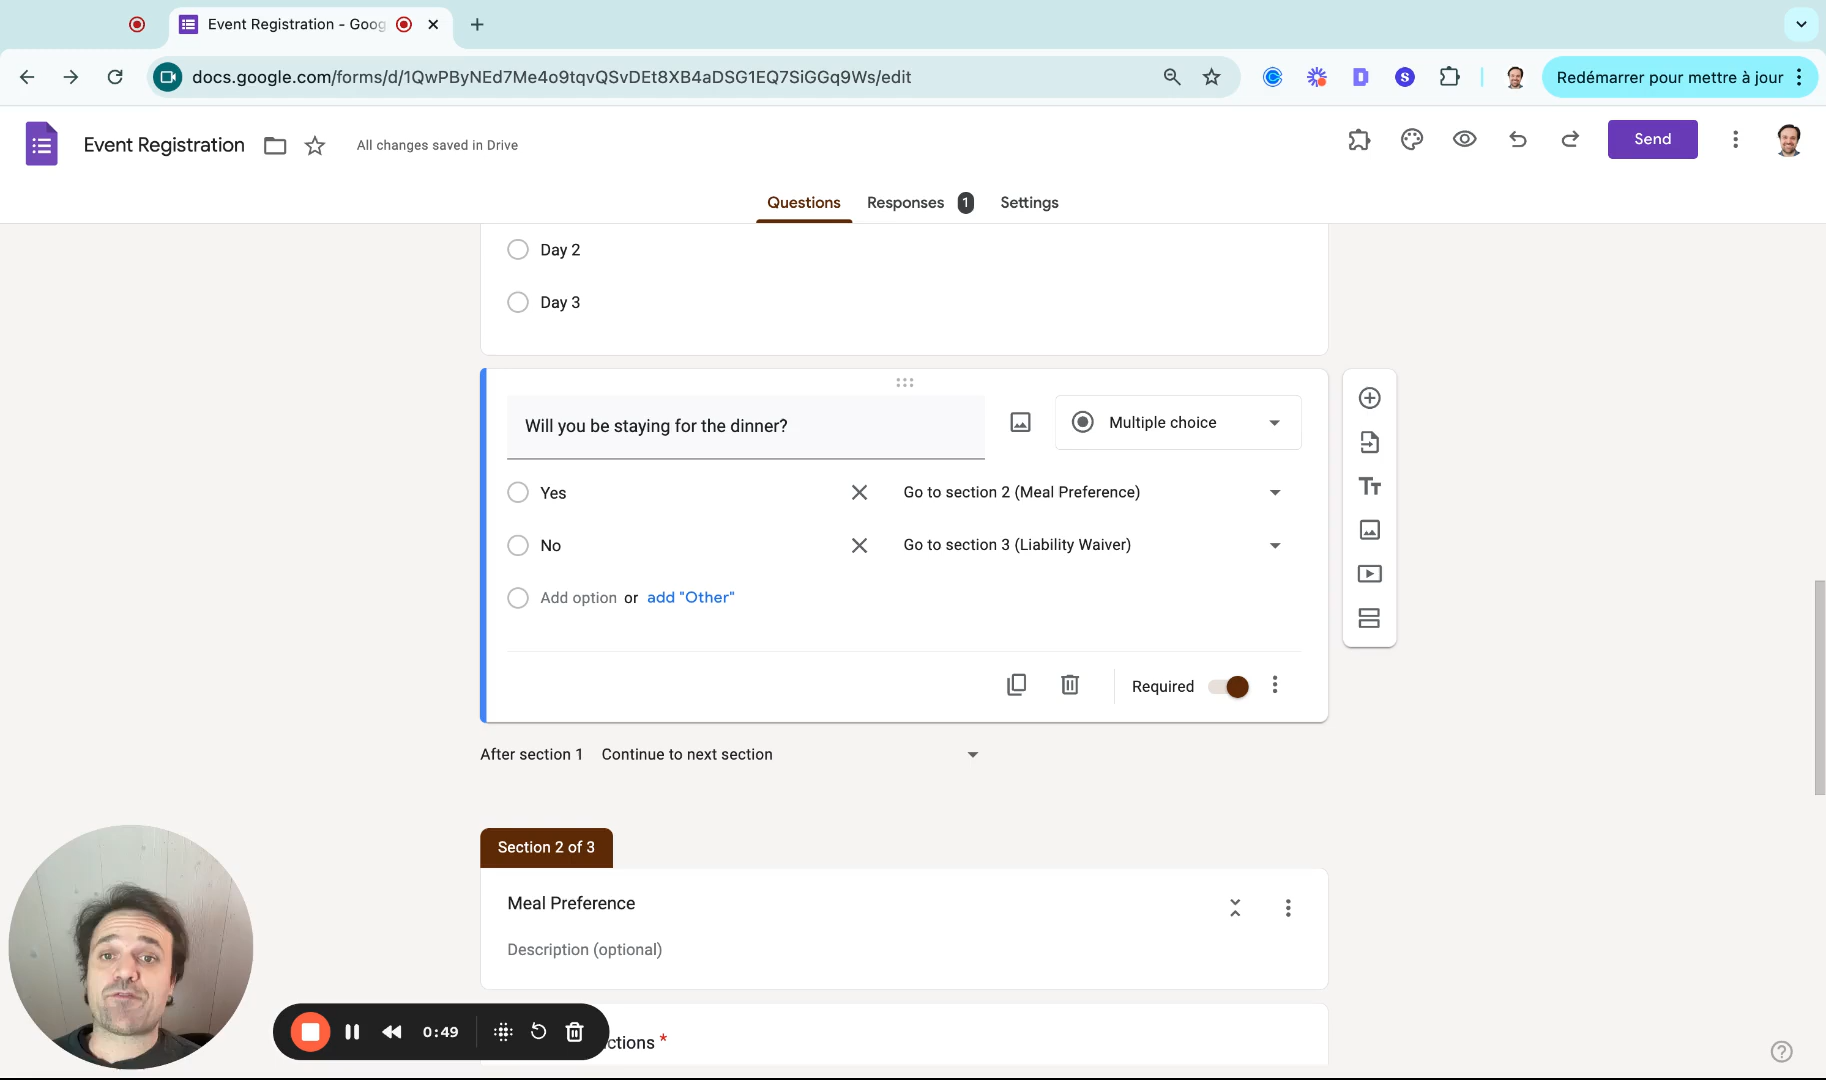 Event Registration - Goog
docs.google.com/forms/d/1QwPByNEd7Me4o9tqvQSvDEt8XB4aDSG1EQ7SiGGq9Ws/edit
S
Redémarrer pour mettre à jour
Event Registration
All changes saved in Drive
Send
Questions
Responses 1
Settings
Day 2
Day 3
Will you be staying for the dinner?
Multiple choice
Yes
Go to section 2 (Meal Preference)
No
Go to section 3 (Liability Waiver)
Add option or add "Other"
Required
After section 1 Continue to next section
Section 2 of 3
Meal Preference
Description (optional)
0:49
ctions *